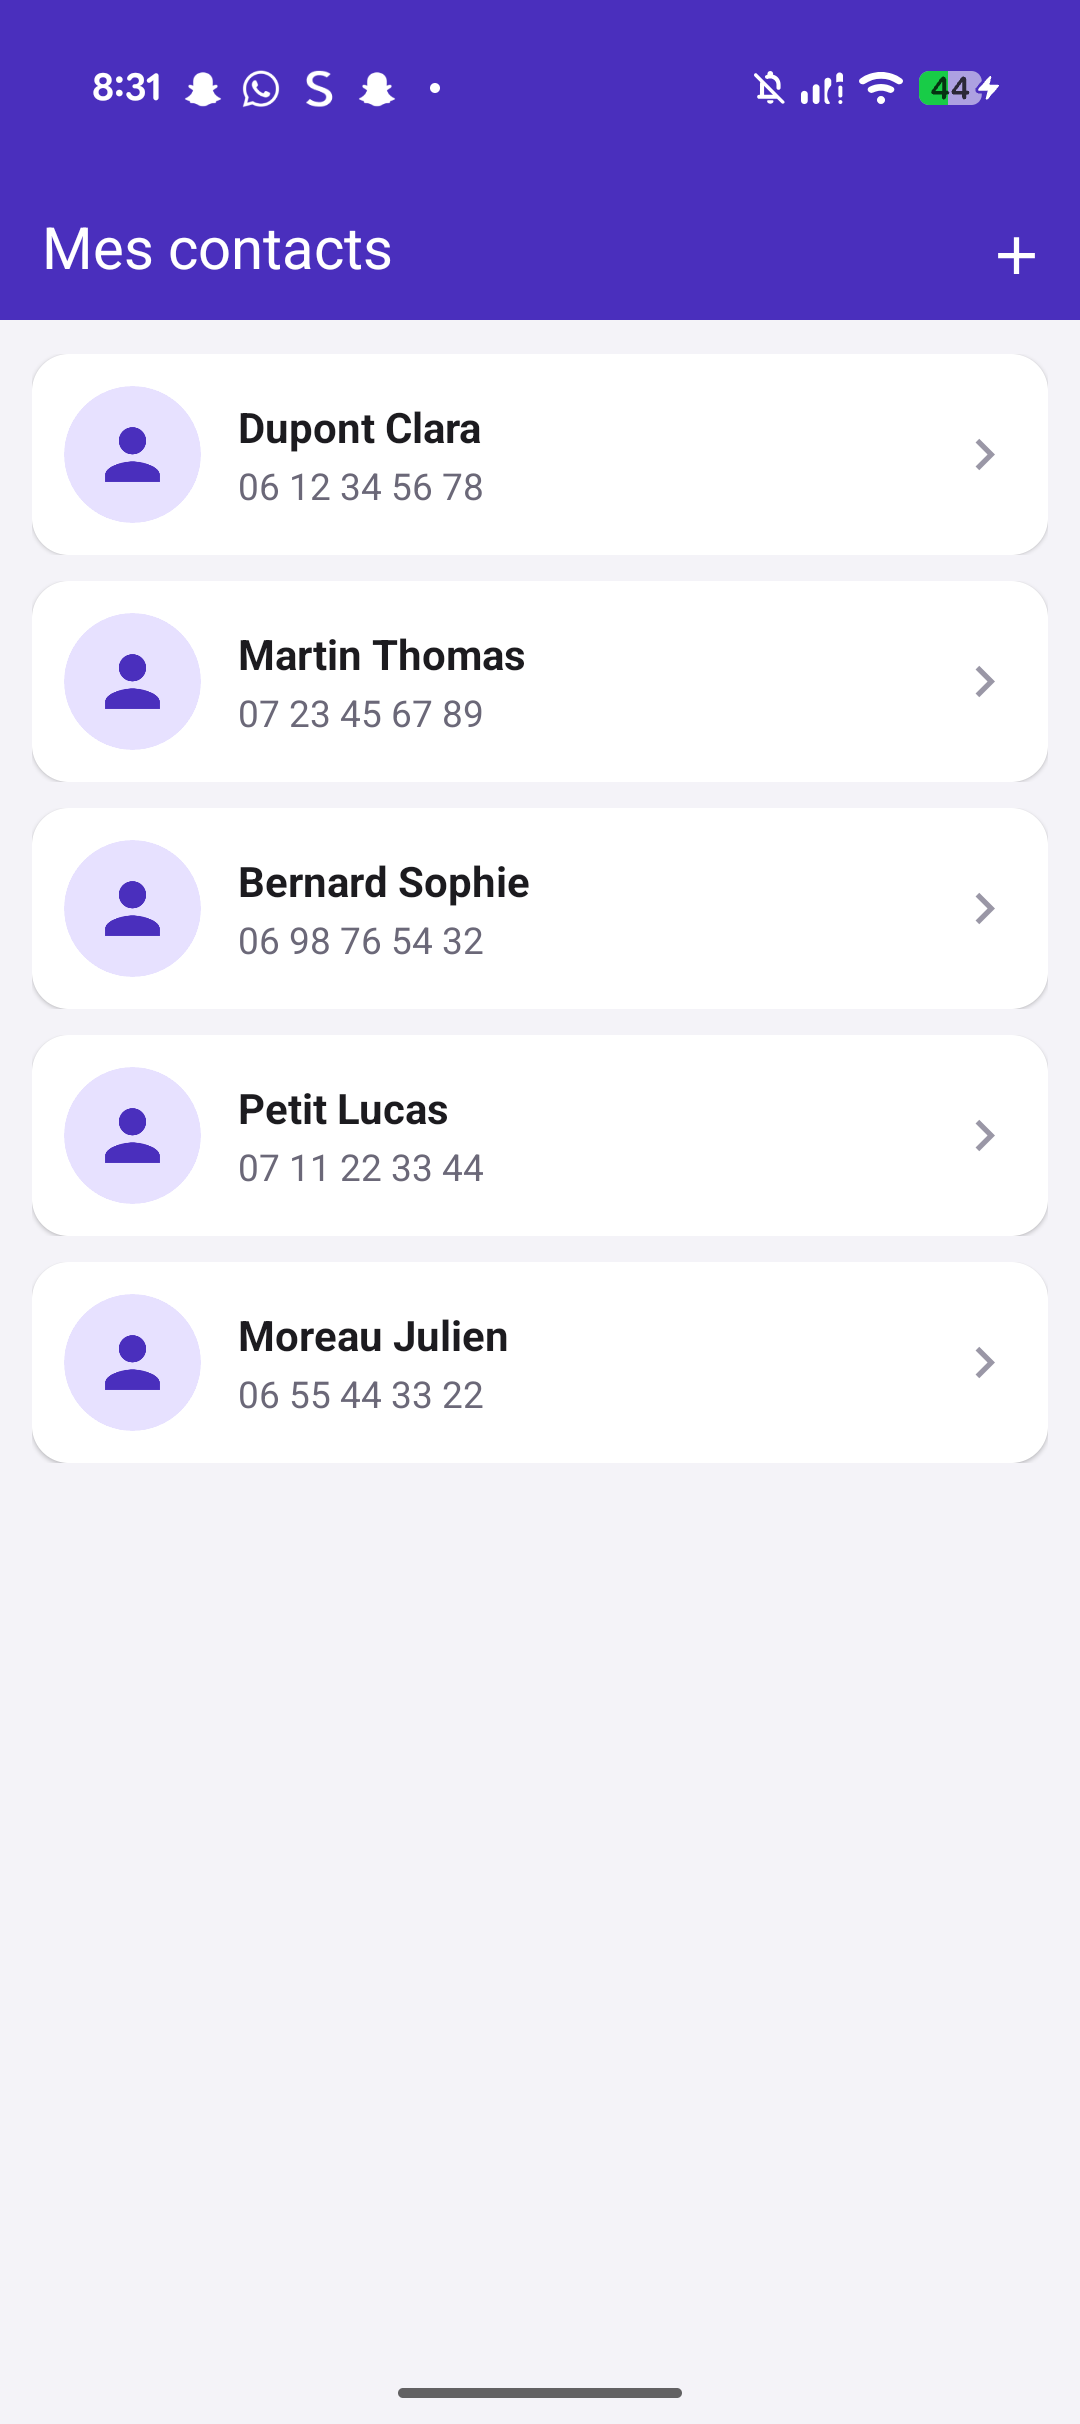 8:31
44
Mes contacts
Dupont Clara
06 12 34 56 78
Martin Thomas
07 23 45 67 89
Bernard Sophie
06 98 76 54 32
Petit Lucas
07 11 22 33 44
Moreau Julien
06 55 44 33 22